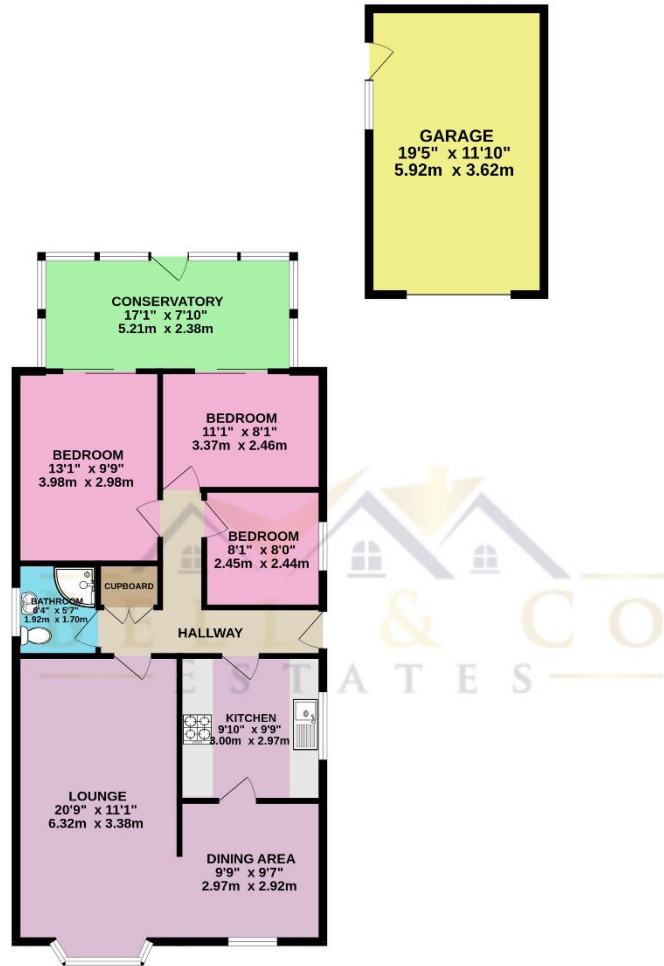 GARAGE
19'5" x 11'10"
5.92m x 3.62m
CONSERVATORY
17'1" x 7'10"
5.21m x 2.38m
BEDROOM
11'1" x 8'1"
3.37m x 2.46m
BEDROOM
13'1" x 9'9"
3.98m x 2.98m
BEDROOM
8'1" x 8'0"
2.45m x 2.44m
CUPBOARD
BATHROOM
6'4" x 5'7"
1.92m x 1.70m
HALLWAY
BELL & CO
ESTATES
KITCHEN
9'10" x 9'9"
3.00m x 2.97m
LOUNGE
20'9" x 11'1"
6.32m x 3.38m
DINING AREA
9'9" x 9'7"
2.97m x 2.92m